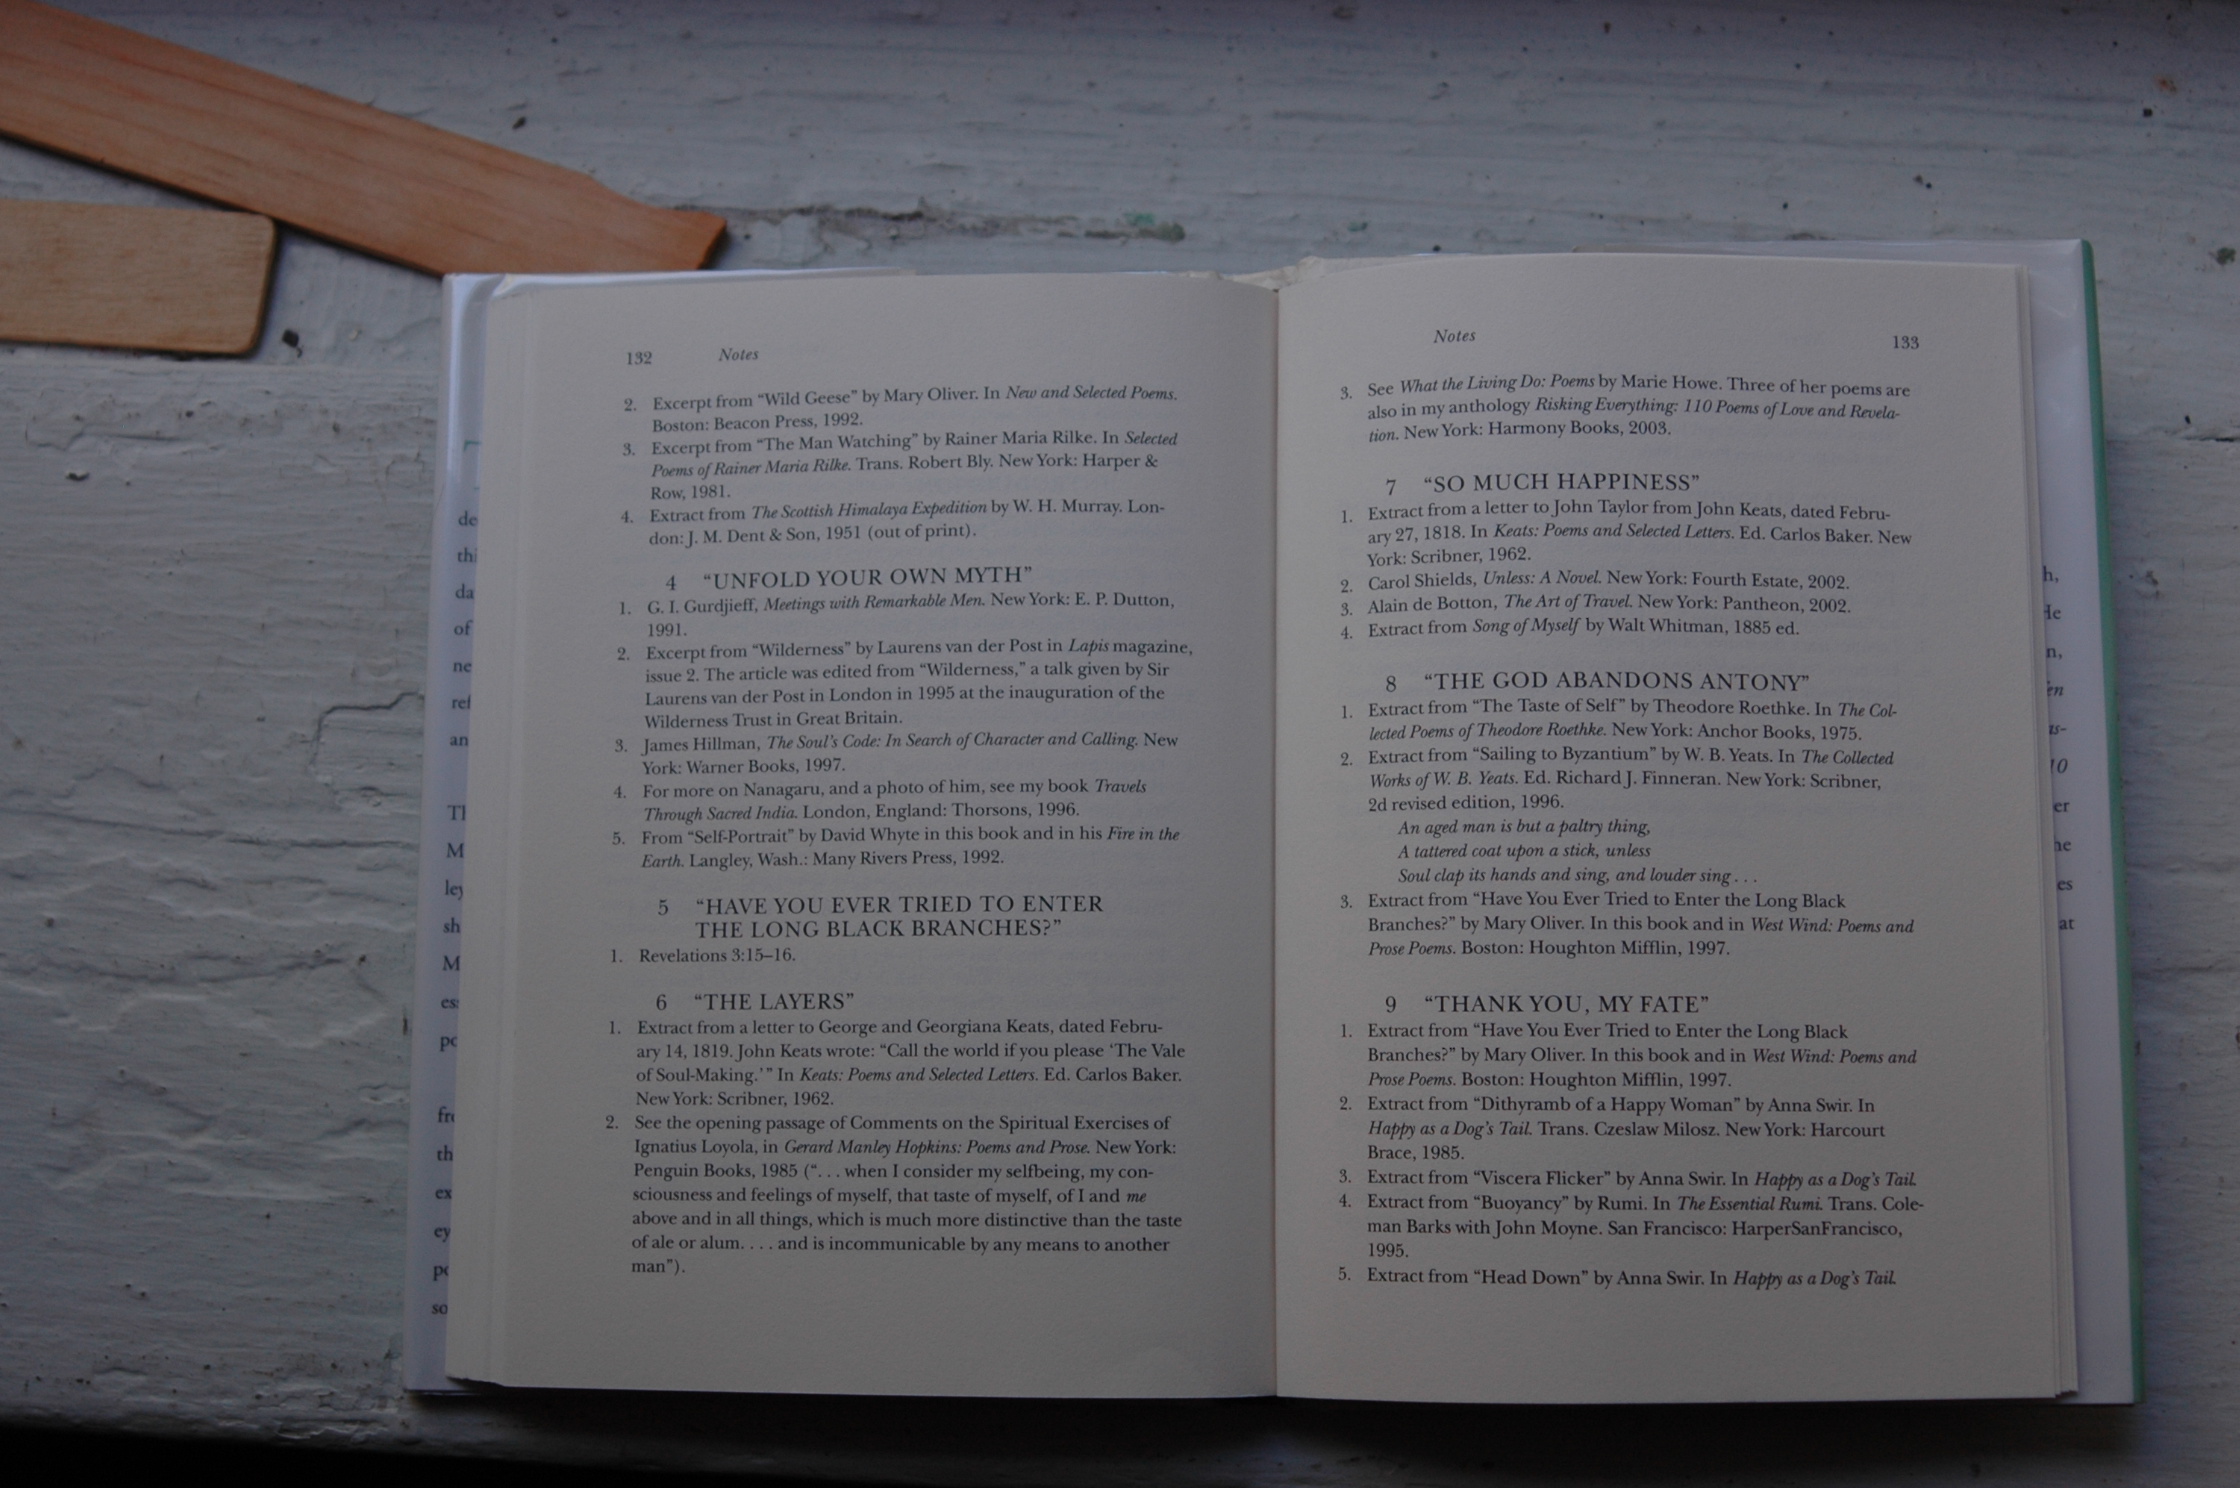 132 Notes
2. Excerpt from “Wild Geese” by Mary Oliver. In New and Selected Poems.
Boston: Beacon Press, 1992.
3. Excerpt from “The Man Watching” by Rainer Maria Rilke. In Selected
Poems of Rainer Maria Rilke. Trans. Robert Bly. New York: Harper &
Row, 1981.
4. Extract from The Scottish Himalaya Expedition by W. H. Murray. Lon-
don: J. M. Dent & Son, 1951 (out of print).
4 “UNFOLD YOUR OWN MYTH”
1. G. I. Gurdjieff, Meetings with Remarkable Men. New York: E. P. Dutton,
1991.
2. Excerpt from “Wilderness” by Laurens van der Post in Lapis magazine,
issue 2. The article was edited from “Wilderness,” a talk given by Sir
Laurens van der Post in London in 1995 at the inauguration of the
Wilderness Trust in Great Britain.
3. James Hillman, The Soul’s Code: In Search of Character and Calling. New
York: Warner Books, 1997.
4. For more on Nanagaru, and a photo of him, see my book Travels
Through Sacred India. London, England: Thorsons, 1996.
5. From “Self-Portrait” by David Whyte in this book and in his Fire in the
Earth. Langley, Wash.: Many Rivers Press, 1992.
5 “HAVE YOU EVER TRIED TO ENTER
THE LONG BLACK BRANCHES?”
1. Revelations 3:15–16.
6 “THE LAYERS”
1. Extract from a letter to George and Georgiana Keats, dated Febru-
ary 14, 1819. John Keats wrote: “Call the world if you please ‘The Vale
of Soul-Making.’” In Keats: Poems and Selected Letters. Ed. Carlos Baker.
New York: Scribner, 1962.
2. See the opening passage of Comments on the Spiritual Exercises of
Ignatius Loyola, in Gerard Manley Hopkins: Poems and Prose. New York:
Penguin Books, 1985 (“. . . when I consider my selfbeing, my con-
sciousness and feelings of myself, that taste of myself, of I and me
above and in all things, which is much more distinctive than the taste
of ale or alum. . . . and is incommunicable by any means to another
man”).
Notes 133
3. See What the Living Do: Poems by Marie Howe. Three of her poems are
also in my anthology Risking Everything: 110 Poems of Love and Revela-
tion. New York: Harmony Books, 2003.
7 “SO MUCH HAPPINESS”
1. Extract from a letter to John Taylor from John Keats, dated Febru-
ary 27, 1818. In Keats: Poems and Selected Letters. Ed. Carlos Baker. New
York: Scribner, 1962.
2. Carol Shields, Unless: A Novel. New York: Fourth Estate, 2002.
3. Alain de Botton, The Art of Travel. New York: Pantheon, 2002.
4. Extract from Song of Myself by Walt Whitman, 1885 ed.
8 “THE GOD ABANDONS ANTONY”
1. Extract from “The Taste of Self” by Theodore Roethke. In The Col-
lected Poems of Theodore Roethke. New York: Anchor Books, 1975.
2. Extract from “Sailing to Byzantium” by W. B. Yeats. In The Collected
Works of W. B. Yeats. Ed. Richard J. Finneran. New York: Scribner,
2d revised edition, 1996.
An aged man is but a paltry thing,
A tattered coat upon a stick, unless
Soul clap its hands and sing, and louder sing . . .
3. Extract from “Have You Ever Tried to Enter the Long Black
Branches?” by Mary Oliver. In this book and in West Wind: Poems and
Prose Poems. Boston: Houghton Mifflin, 1997.
9 “THANK YOU, MY FATE”
1. Extract from “Have You Ever Tried to Enter the Long Black
Branches?” by Mary Oliver. In this book and in West Wind: Poems and
Prose Poems. Boston: Houghton Mifflin, 1997.
2. Extract from “Dithyramb of a Happy Woman” by Anna Swir. In
Happy as a Dog’s Tail. Trans. Czeslaw Milosz. New York: Harcourt
Brace, 1985.
3. Extract from “Viscera Flicker” by Anna Swir. In Happy as a Dog’s Tail.
4. Extract from “Buoyancy” by Rumi. In The Essential Rumi. Trans. Cole-
man Barks with John Moyne. San Francisco: HarperSanFrancisco,
1995.
5. Extract from “Head Down” by Anna Swir. In Happy as a Dog’s Tail.